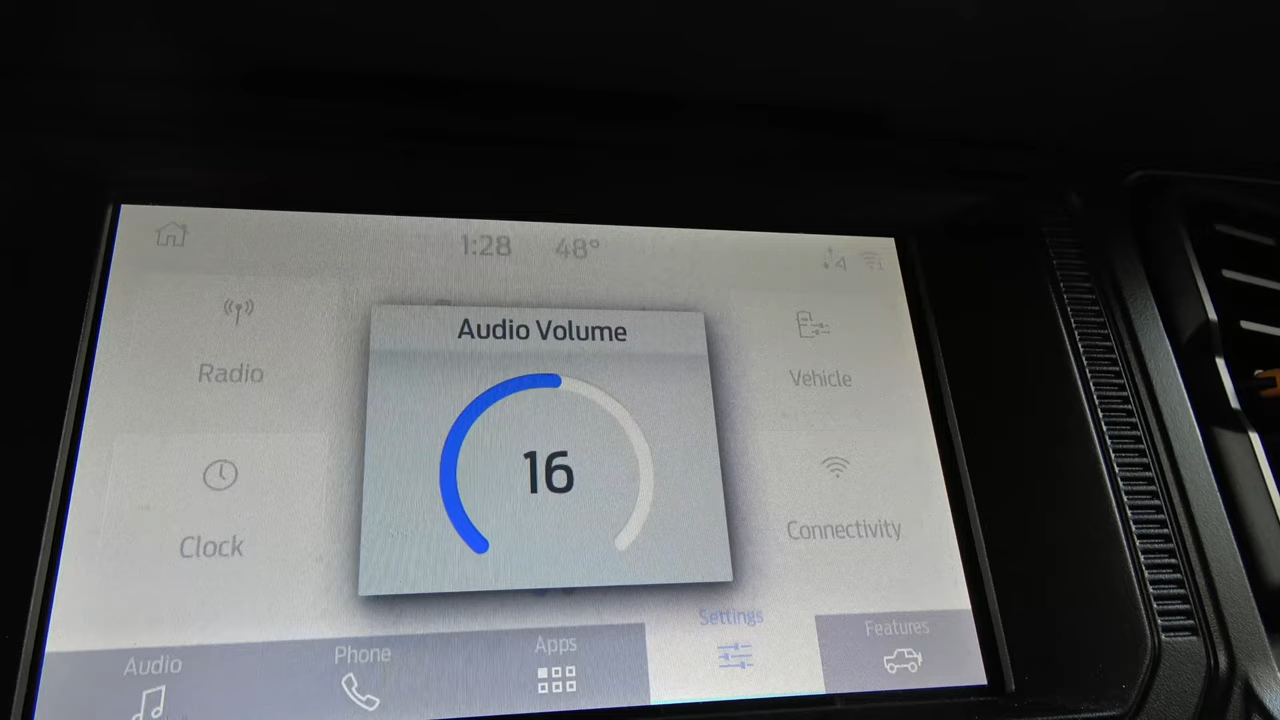 1:28 48°
Audio Volume
16
Radio
Vehicle
Clock
Connectivity
Audio
Phone
Apps
Settings
Features